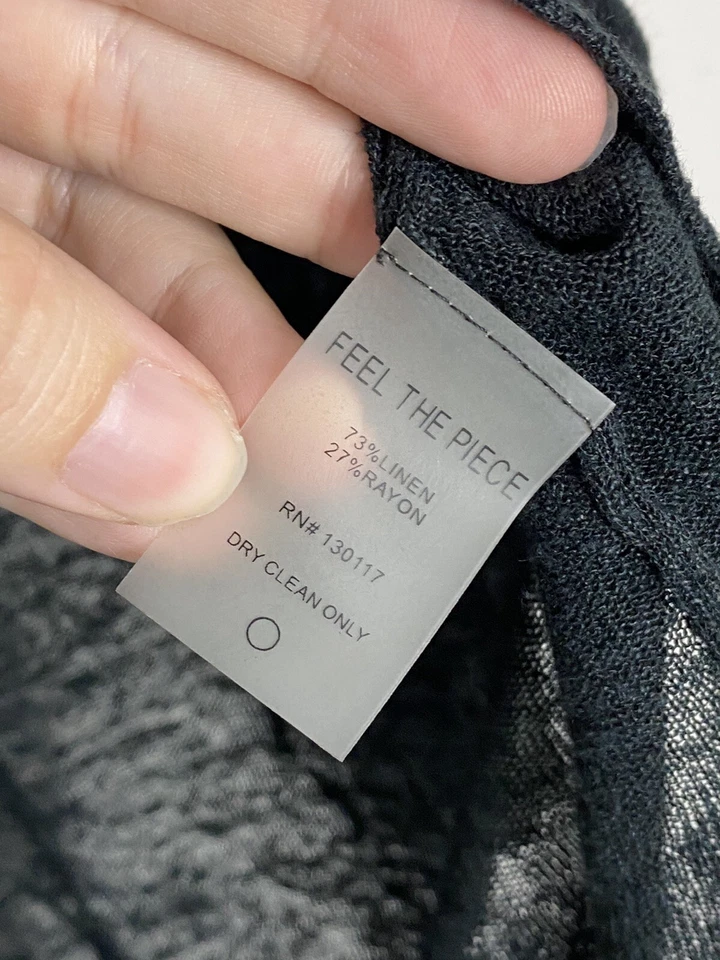 FEEL THE PIECE
73%LINEN
27%RAYON
RN# 130117
DRY CLEAN ONLY